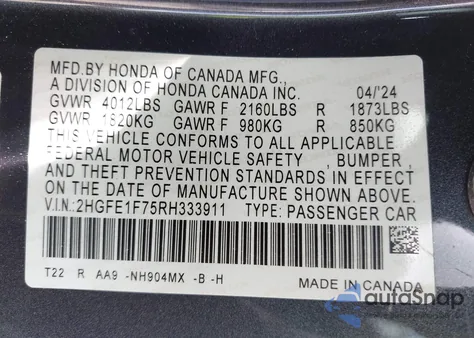 MFD.BY HONDA OF CANADA MFG.,
A DIVISION OF HONDA CANADA INC. 04/'24
GVWR 4012LBS GAWR F 2160LBS R 1873LBS
GVWR 1820KG GAWR F 980KG R 850KG
THIS VEHICLE CONFORMS TO ALL APPLICABLE
FEDERAL MOTOR VEHICLE SAFETY , BUMPER ,
AND THEFT PREVENTION STANDARDS IN EFFECT
ON THE DATE OF MANUFACTURE SHOWN ABOVE.
V.I.N:2HGFE1F75RH333911 TYPE: PASSENGER CAR
T22 R AA9 -NH904MX -B -H
MADE IN CANADA
autosnap